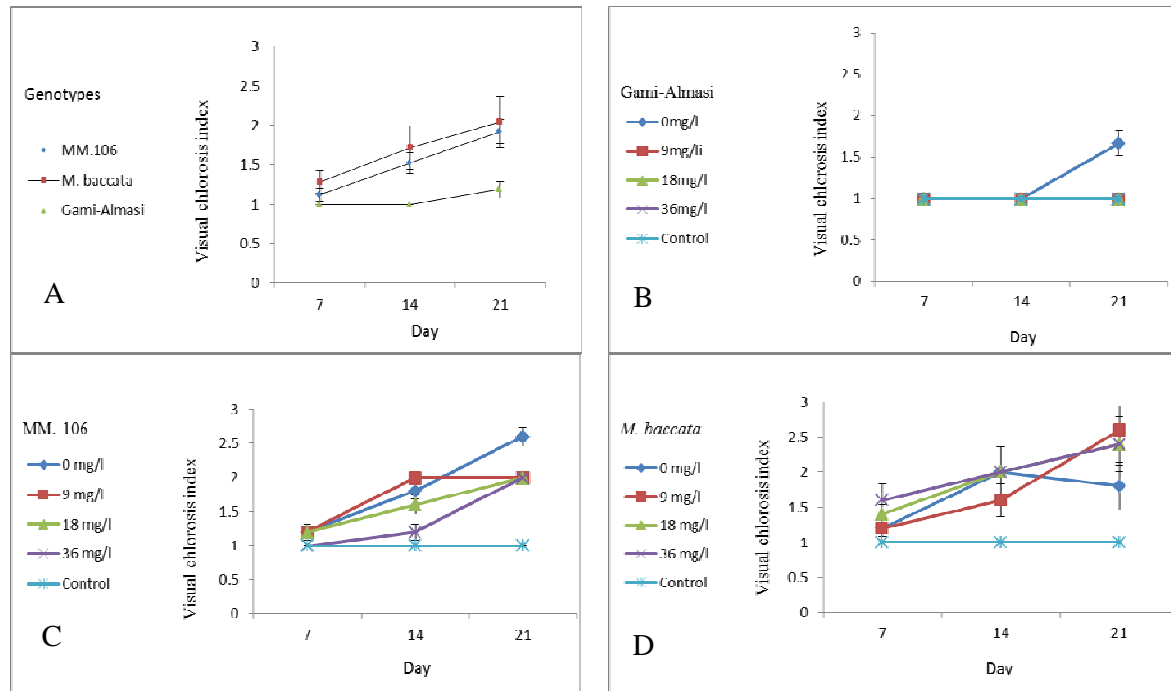 Genotypes
MM.106
M. baccata
Gami-Almasi
Visual chlorosis index
3
2.5
2
1.5
1
0.5
0
7 14 21
Day
A
Gami-Almasi
0mg/l
9mg/li
18mg/l
36mg/l
Control
Visual chlorosis index
3
2.5
2
1.5
1
0.5
0
7 14 21
Day
B
MM. 106
0 mg/l
9 mg/l
18 mg/l
36 mg/l
Control
Visual chlorosis index
3
2.5
2
1.5
1
0.5
0
7 14 21
Day
C
M. baccata
0 mg/l
9 mg/l
18 mg/l
36 mg/l
Control
Visual chlorosis index
3
2.5
2
1.5
1
0.5
0
7 14 21
Day
D